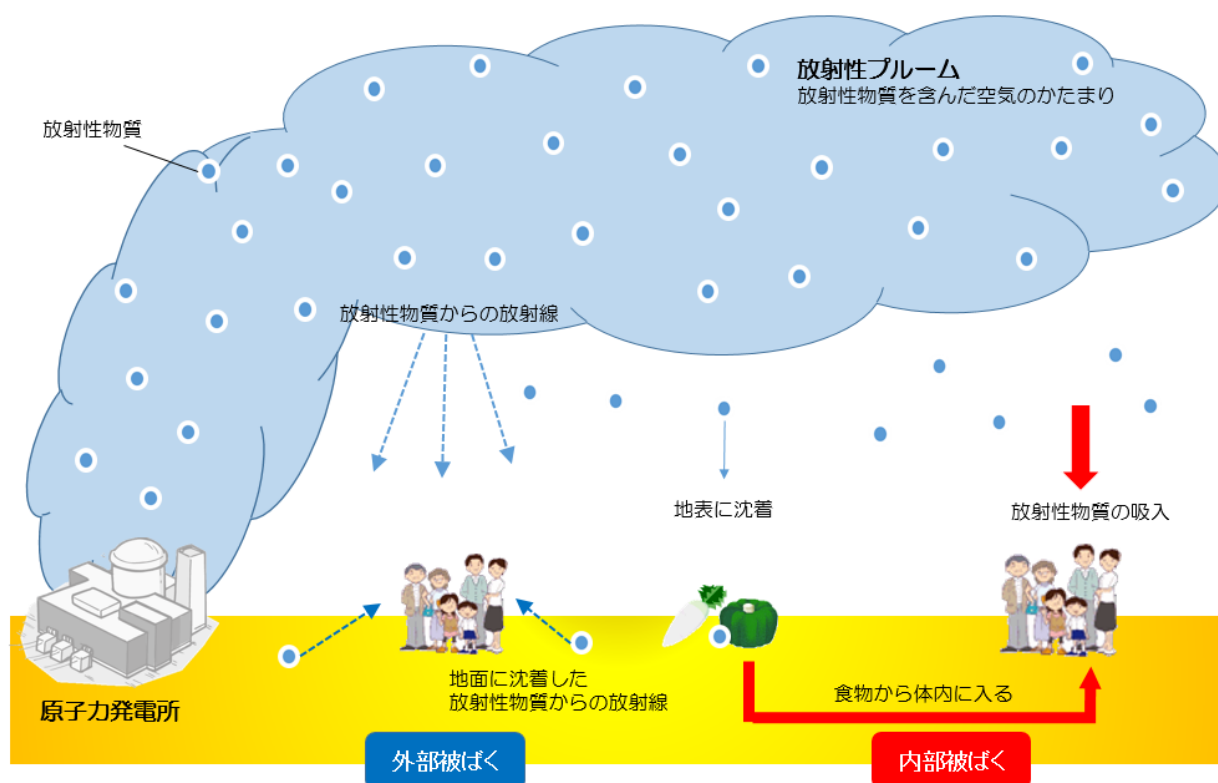 放射性プルーム
放射性物質を含んだ空気のかたまり
放射性物質
放射性物質からの放射線
地表に沈着
放射性物質の吸入
地面に沈着した
放射性物質からの放射線
食物から体内に入る
原子力発電所
外部被ばく
内部被ばく